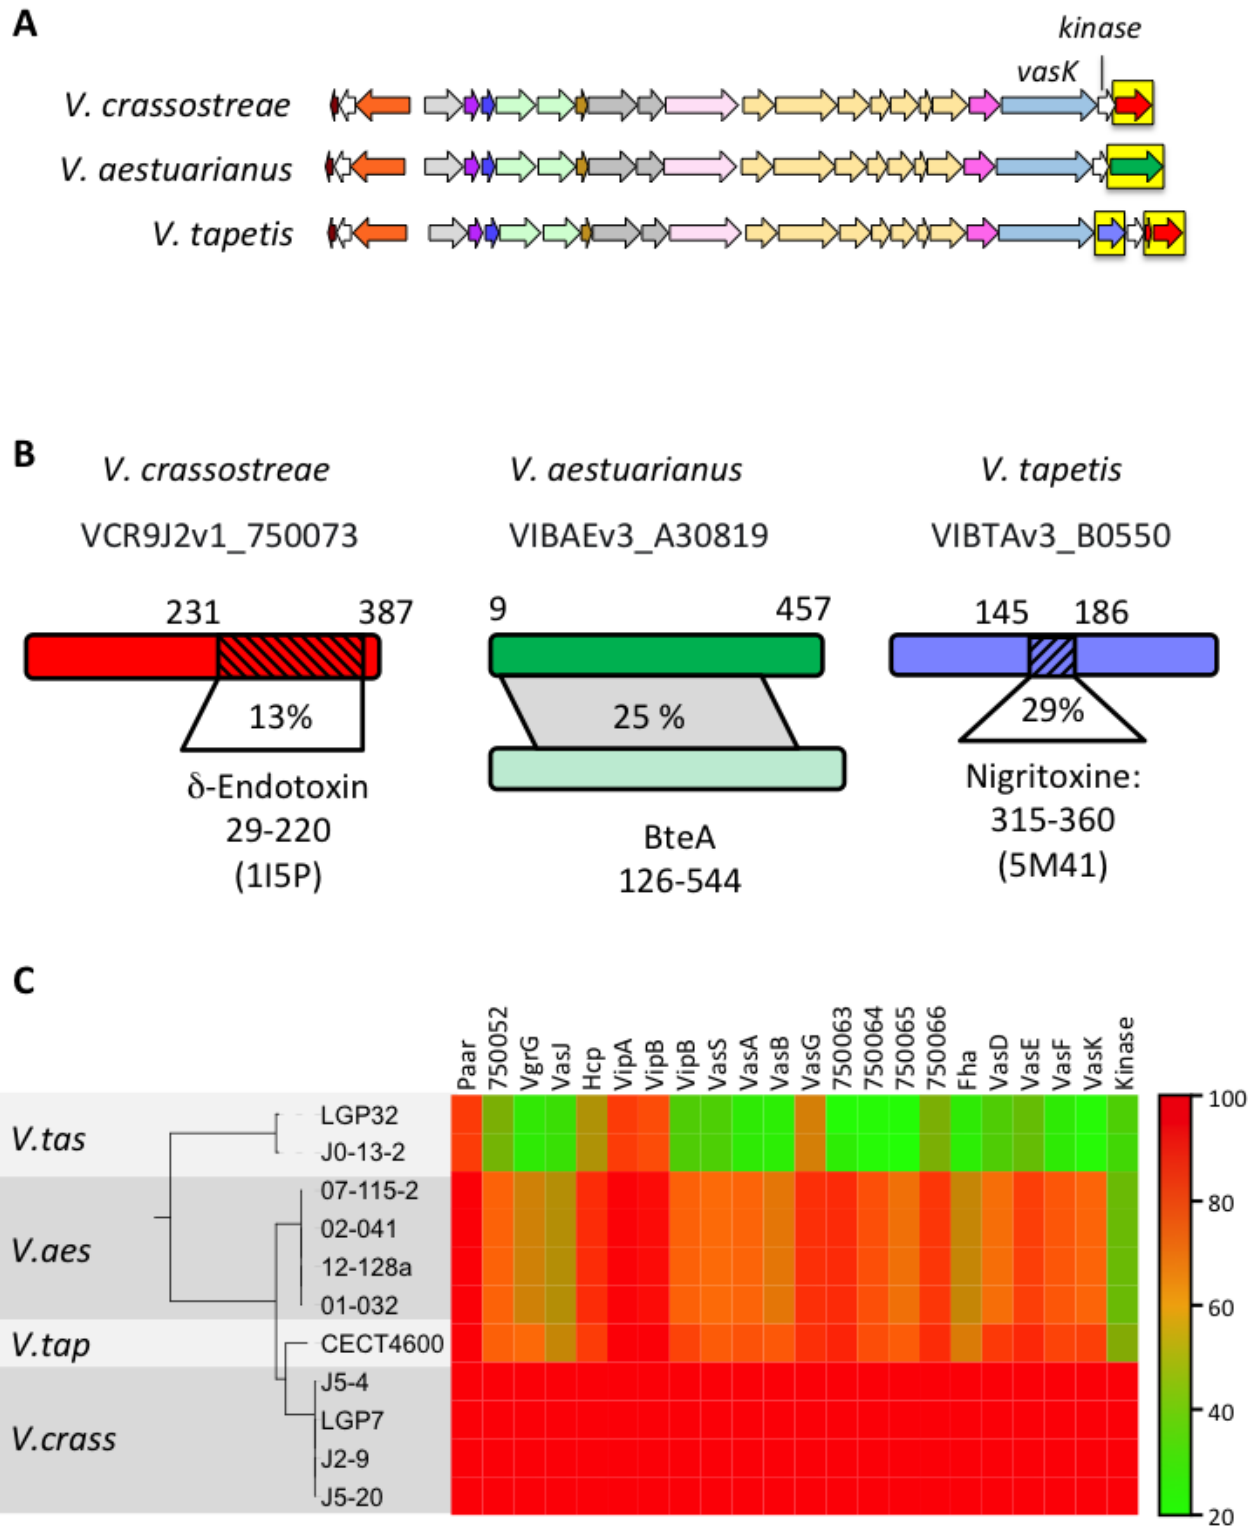 A
kinase
vasK
V. crassostreae
V. aestuarianus
V. tapetis
B
V. crassostreae V. aestuarianus V. tapetis
VCR9J2v1_750073 VIBAEv3_A30819 VIBTAv3_B0550
231 387 9 457 145 186
13% 25 % 29%
δ-Endotoxin
29-220
(1I5P)
BteA
126-544
Nigritoxine:
315-360
(5M41)
C
Paar 750052 VgrG VasJ Hcp VipA VipB VipB VasS VasA VasB VasG 750063 750064 750065 750066 Fha VasD VasE VasF VasK Kinase
V.tas
LGP32
J0-13-2
V.aes
07-115-2
02-041
12-128a
01-032
V.tap
CECT4600
V.crass
J5-4
LGP7
J2-9
J5-20
100
80
60
40
20